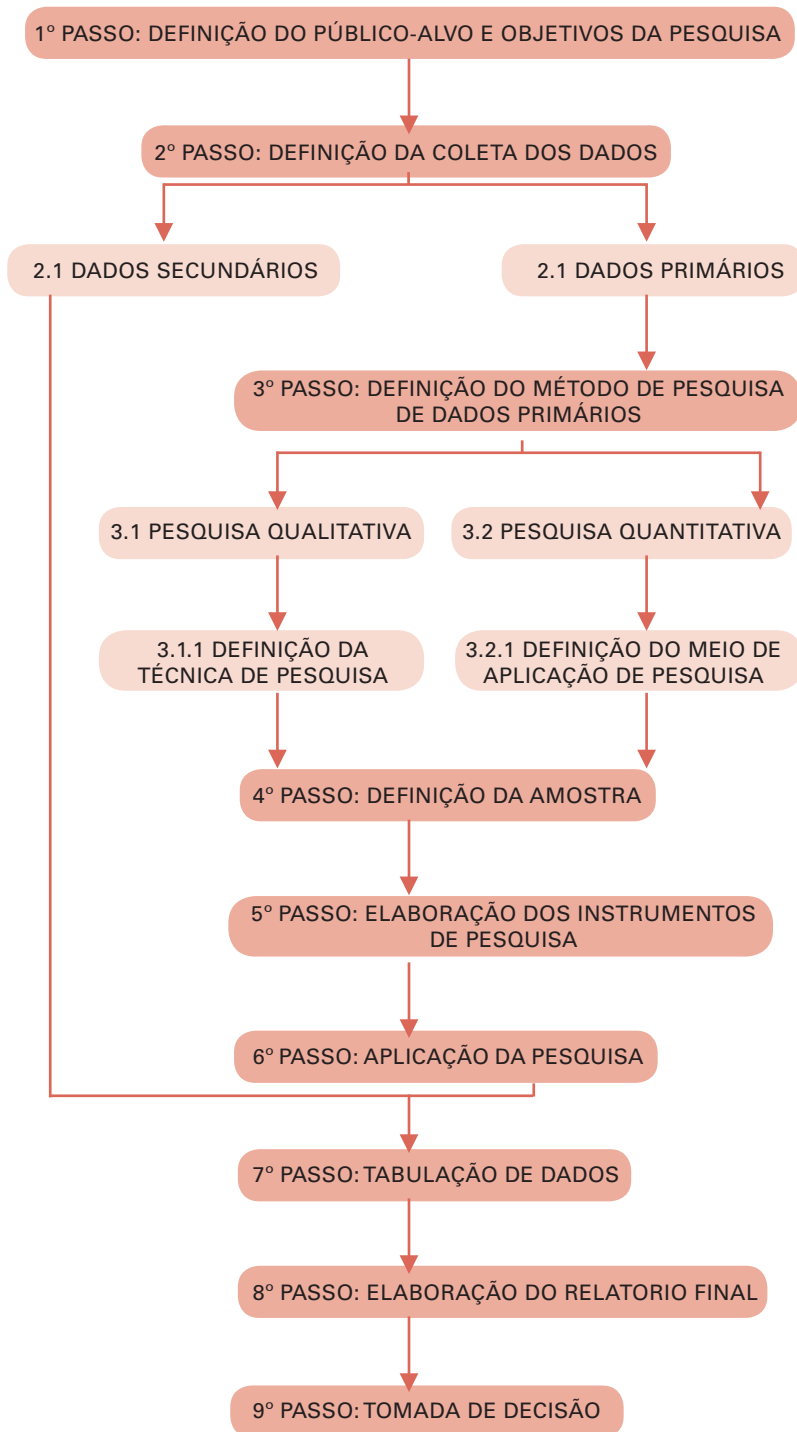 1º PASSO: DEFINIÇÃO DO PÚBLICO-ALVO E OBJETIVOS DA PESQUISA
2º PASSO: DEFINIÇÃO DA COLETA DOS DADOS
2.1 DADOS SECUNDÁRIOS
2.1 DADOS PRIMÁRIOS
3º PASSO: DEFINIÇÃO DO MÉTODO DE PESQUISA
DE DADOS PRIMÁRIOS
3.1 PESQUISA QUALITATIVA
3.2 PESQUISA QUANTITATIVA
3.1.1 DEFINIÇÃO DA
TÉCNICA DE PESQUISA
3.2.1 DEFINIÇÃO DO MEIO DE
APLICAÇÃO DE PESQUISA
4º PASSO: DEFINIÇÃO DA AMOSTRA
5º PASSO: ELABORAÇÃO DOS INSTRUMENTOS
DE PESQUISA
6º PASSO: APLICAÇÃO DA PESQUISA
7º PASSO: TABULAÇÃO DE DADOS
8º PASSO: ELABORAÇÃO DO RELATORIO FINAL
9º PASSO: TOMADA DE DECISÃO